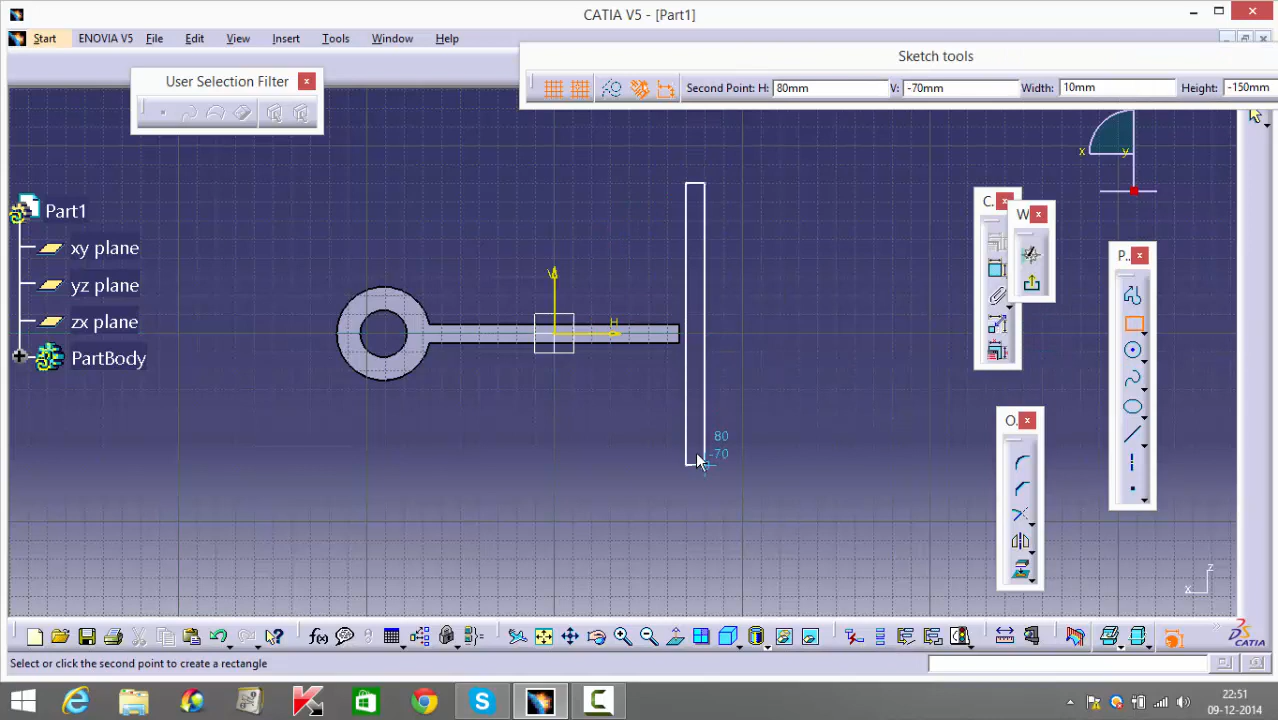 CATIA V5 - [Part1]
Start ENOVIA V5 File Edit View Insert Tools Window Help
Sketch tools
User Selection Filter
Second Point: H: 80mm V: -70mm Width: 10mm Height: -150mm
x y
Part1
xy plane
yz plane
zx plane
PartBody
C.
W
P..
V
H
80
-70
O.
z
x
f(x)
CATIA
Select or click the second point to create a rectangle
22:51
09-12-2014